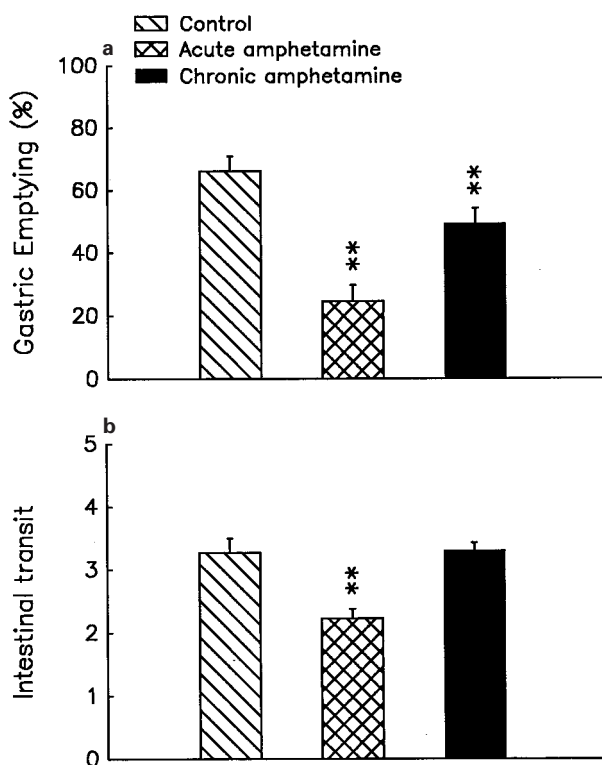 Control
a Acute amphetamine
Chronic amphetamine
100
80
60
40
20
0
Gastric Emptying (%)
**
**
b
5
4
3
2
1
0
Intestinal transit
**